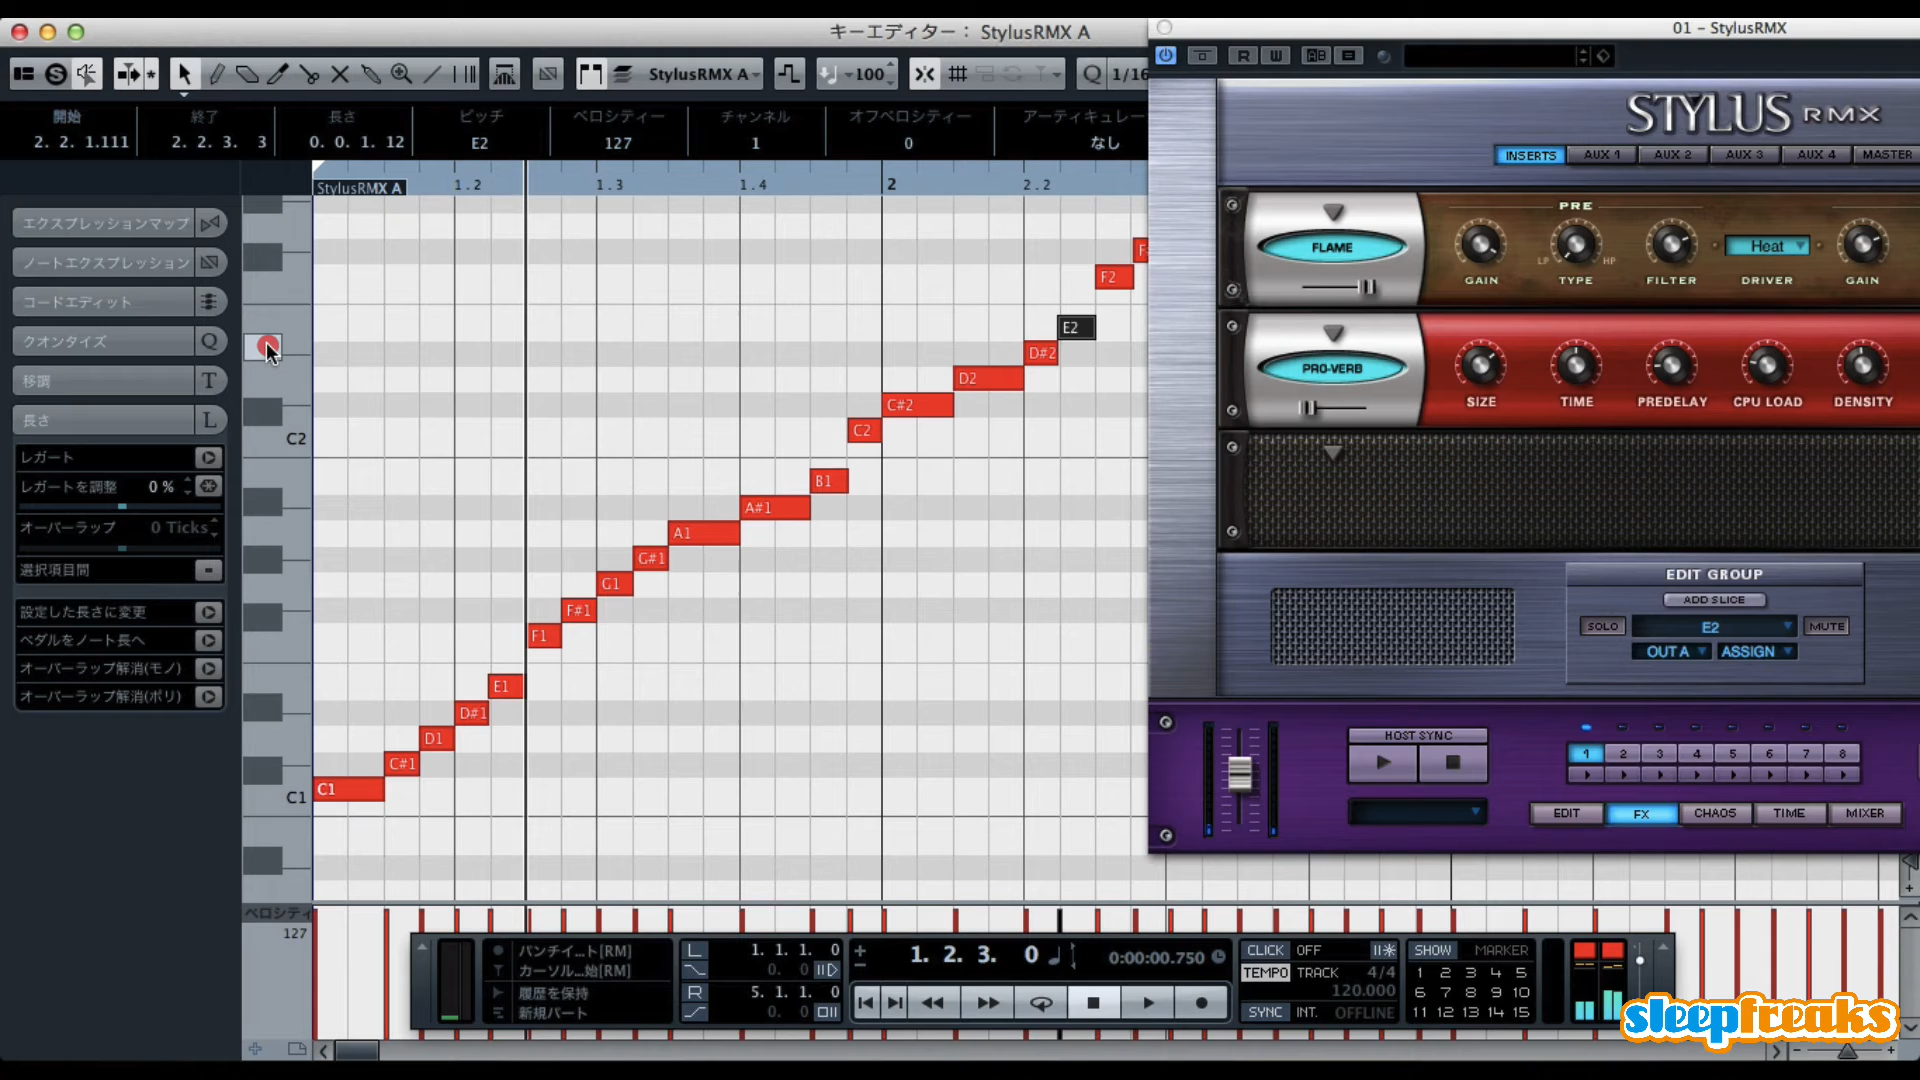 キーエディター： StylusRMX A
01 - StylusRMX
StylusRMX A
100
Q
1/16
R
W
開始
終了
長さ
ピッチ
ベロシティー
チャンネル
オフベロシティー
アーティキュレー
2. 2. 1.111
2. 2. 3. 3
0. 0. 1. 12
E2
127
1
0
なし
StylusRMX A
1.2
1.3
1.4
2
2.2
エクスプレッションマップ
ノートエクスプレッション
コードエディット
クオンタイズ
Q
移調
T
長さ
L
レガート
レガートを調整 0 %
オーバーラップ 0 Ticks
選択項目間
設定した長さに変更
ペダルをノート長へ
オーバーラップ解消(モノ)
オーバーラップ解消(ポリ)
C2
C1
F2
E2
D#2
D2
C#2
C2
B1
A#1
A1
G#1
G1
F#1
F1
E1
D#1
D1
C#1
C1
ベロシティ
127
STYLUS RMX
INSERTS
AUX 1
AUX 2
AUX 3
AUX 4
MASTER
PRE
FLAME
LP
HP
Heat
GAIN
TYPE
FILTER
DRIVER
GAIN
PRO-VERB
SIZE
TIME
PREDELAY
CPU LOAD
DENSITY
EDIT GROUP
ADD SLICE
SOLO
E2
MUTE
OUT A
ASSIGN
HOST SYNC
1 2 3 4 5 6 7 8
EDIT
FX
CHAOS
TIME
MIXER
パンチイ...ト[RM]
カーソル...始[RM]
履歴を保持
新規パート
L
1. 1. 1. 0
0. 0
R
5. 1. 1. 0
0. 0
1. 2. 3. 0
0:00:00.750
CLICK OFF
TEMPO TRACK 4/4
120.000
SYNC INT. OFFLINE
SHOW MARKER
1 2 3 4 5
6 7 8 9 10
11 12 13 14 15
sleepfreaks